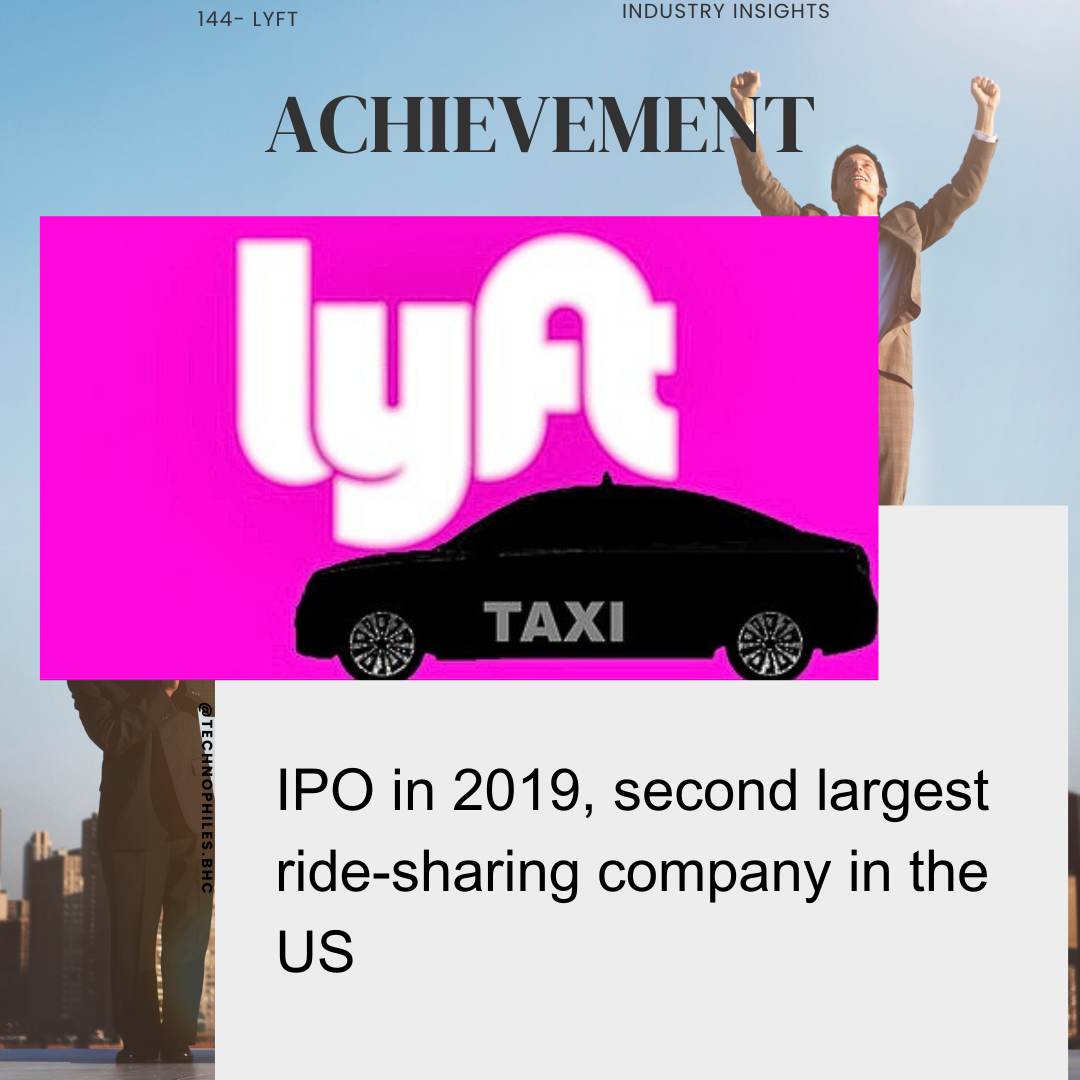 144- LYFT
INDUSTRY INSIGHTS
ACHIEVEMENT
lyft
TAXI
@TECHNOPHILES.BHC
IPO in 2019, second largest
ride-sharing company in the
US